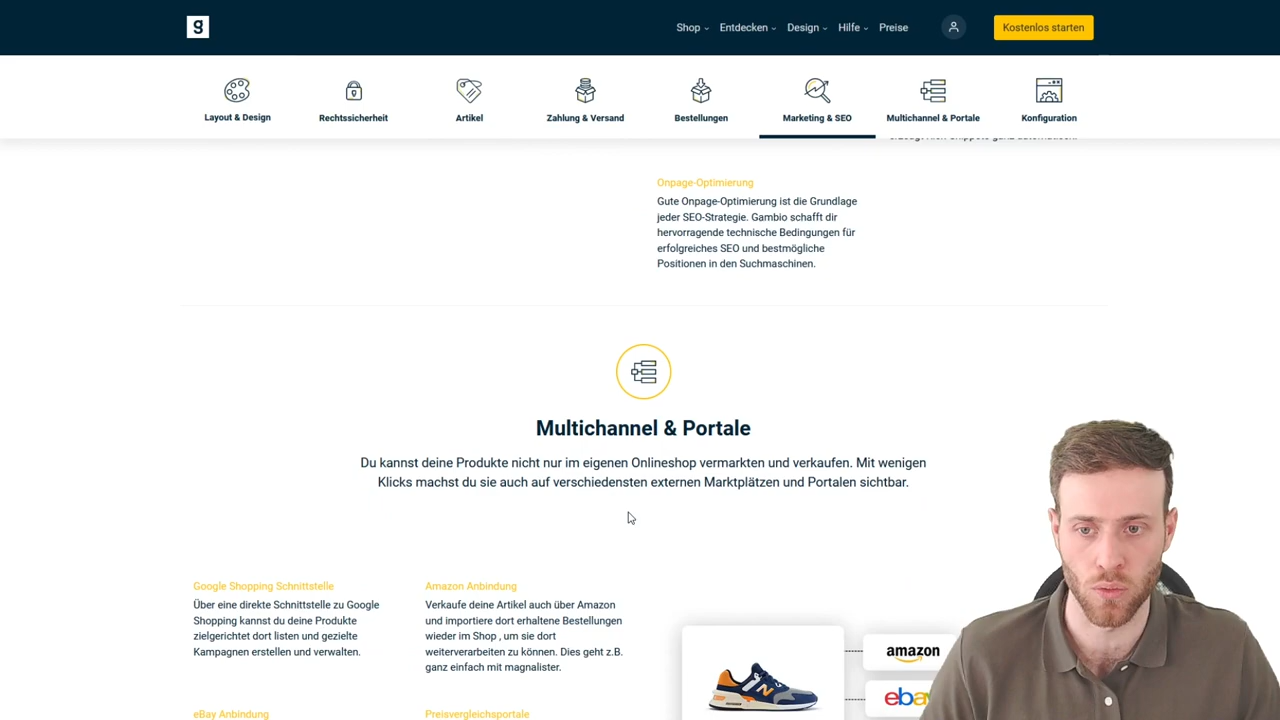 g
Shop
Entdecken
Design
Hilfe
Preise
Kostenlos starten
Layout & Design
Rechtssicherheit
Artikel
Zahlung & Versand
Bestellungen
Marketing & SEO
Multichannel & Portale
Konfiguration
Onpage-Optimierung
Gute Onpage-Optimierung ist die Grundlage
jeder SEO-Strategie. Gambio schafft dir
hervorragende technische Bedingungen für
erfolgreiches SEO und bestmögliche
Positionen in den Suchmaschinen.
Multichannel & Portale
Du kannst deine Produkte nicht nur im eigenen Onlineshop vermarkten und verkaufen. Mit wenigen
Klicks machst du sie auch auf verschiedensten externen Marktplätzen und Portalen sichtbar.
Google Shopping Schnittstelle
Über eine direkte Schnittstelle zu Google
Shopping kannst du deine Produkte
zielgerichtet dort listen und gezielte
Kampagnen erstellen und verwalten.
Amazon Anbindung
Verkaufe deine Artikel auch über Amazon
und importiere dort erhaltene Bestellungen
wieder im Shop , um sie dort
weiterverarbeiten zu können. Dies geht z.B.
ganz einfach mit magnalister.
amazon
ebay
eBay Anbindung
Preisvergleichsportale